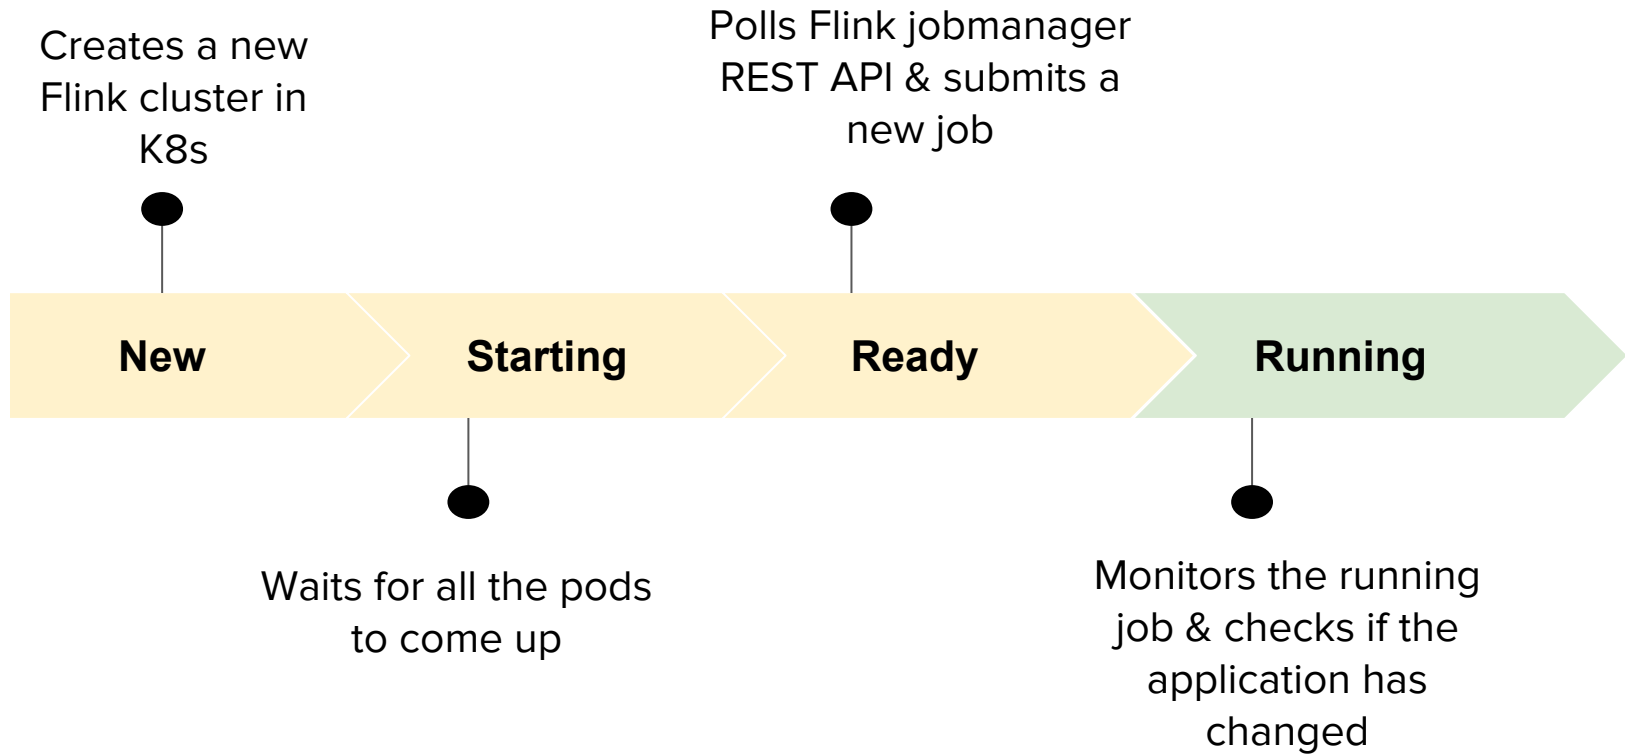 Creates a new
Flink cluster in
K8s
Polls Flink jobmanager
REST API & submits a
new job
New
Starting
Ready
Running
Waits for all the pods
to come up
Monitors the running
job & checks if the
application has
changed